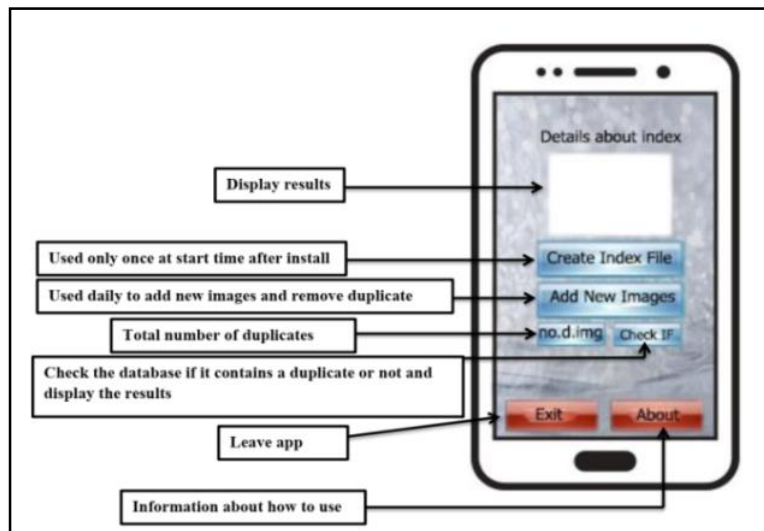 Details about index
Display results
Used only once at start time after install
Create Index File
Used daily to add new images and remove duplicate
Add New Images
Total number of duplicates
no.d.img
Check IF
Check the database if it contains a duplicate or not and
display the results
Exit
About
Leave app
Information about how to use